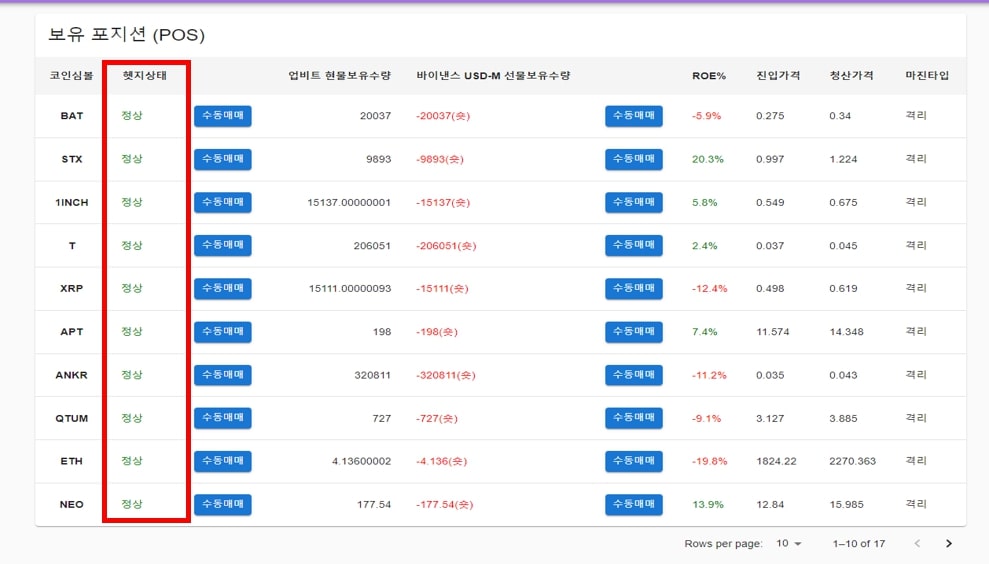 보유 포지션 (POS)
코인심볼 헷지상태 업비트 현물보유수량 바이낸스 USD-M 선물보유수량 ROE% 진입가격 청산가격 마진타입
BAT 정상 수동매매 20037 -20037(숏) 수동매매 -5.9% 0.275 0.34 격리
STX 정상 수동매매 9893 -9893(숏) 수동매매 20.3% 0.997 1.224 격리
1INCH 정상 수동매매 15137.00000001 -15137(숏) 수동매매 5.8% 0.549 0.675 격리
T 정상 수동매매 206051 -206051(숏) 수동매매 2.4% 0.037 0.045 격리
XRP 정상 수동매매 15111.00000093 -15111(숏) 수동매매 -12.4% 0.498 0.619 격리
APT 정상 수동매매 198 -198(숏) 수동매매 7.4% 11.574 14.348 격리
ANKR 정상 수동매매 320811 -320811(숏) 수동매매 -11.2% 0.035 0.043 격리
QTUM 정상 수동매매 727 -727(숏) 수동매매 -9.1% 3.127 3.885 격리
ETH 정상 수동매매 4.13600002 -4.136(숏) 수동매매 -19.8% 1824.22 2270.363 격리
NEO 정상 수동매매 177.54 -177.54(숏) 수동매매 13.9% 12.84 15.985 격리
Rows per page: 10 1–10 of 17